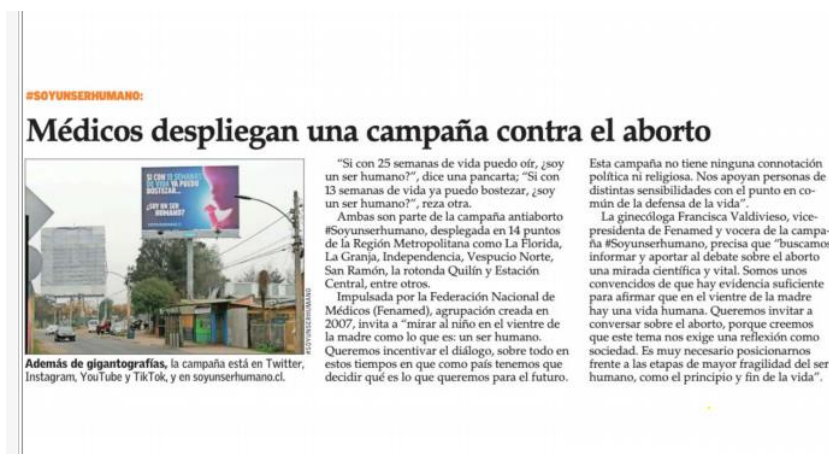 #SOYUNSERHUMANO:
Médicos despliegan una campaña contra el aborto
SI CON 13 SEMANAS
DE VIDA YA PUEDO
BOSTEZAR...
¿SOY UN SER
HUMANO?
#SOYUNSERHUMANO
Además de gigantografías, la campaña está en Twitter,
Instagram, YouTube y TikTok, y en soyunserhumano.cl.
"Si con 25 semanas de vida puedo oír, ¿soy
un ser humano?", dice una pancarta; "Si con
13 semanas de vida ya puedo bostezar, ¿soy
un ser humano?", reza otra.
Ambas son parte de la campaña antiaborto
#Soyunserhumano, desplegada en 14 puntos
de la Región Metropolitana como La Florida,
La Granja, Independencia, Vespucio Norte,
San Ramón, la rotonda Quilín y Estación
Central, entre otros.
Impulsada por la Federación Nacional de
Médicos (Fenamed), agrupación creada en
2007, invita a "mirar al niño en el vientre de
la madre como lo que es: un ser humano.
Queremos incentivar el diálogo, sobre todo en
estos tiempos en que como país tenemos que
decidir qué es lo que queremos para el futuro.
Esta campaña no tiene ninguna connotación
política ni religiosa. Nos apoyan personas de
distintas sensibilidades con el punto en co-
mún de la defensa de la vida".
La ginecóloga Francisca Valdivieso, vice-
presidenta de Fenamed y vocera de la campa-
ña #Soyunserhumano, precisa que "buscamos
informar y aportar al debate sobre el aborto
una mirada científica y vital. Somos unos
convencidos de que hay evidencia suficiente
para afirmar que en el vientre de la madre
hay una vida humana. Queremos invitar a
conversar sobre el aborto, porque creemos
que este tema nos exige una reflexión como
sociedad. Es muy necesario posicionarnos
frente a las etapas de mayor fragilidad del ser
humano, como el principio y fin de la vida".